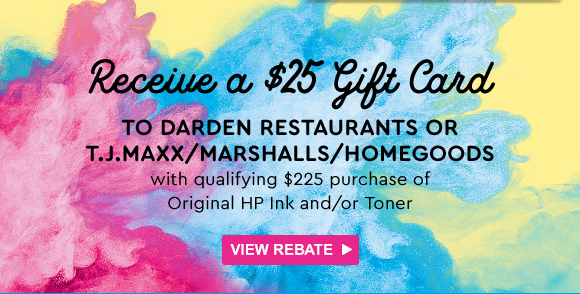 Receive a $25 Gift Card
TO DARDEN RESTAURANTS OR
T.J.MAXX/MARSHALLS/HOMEGOODS
with qualifying $225 purchase of
Original HP Ink and/or Toner
VIEW REBATE